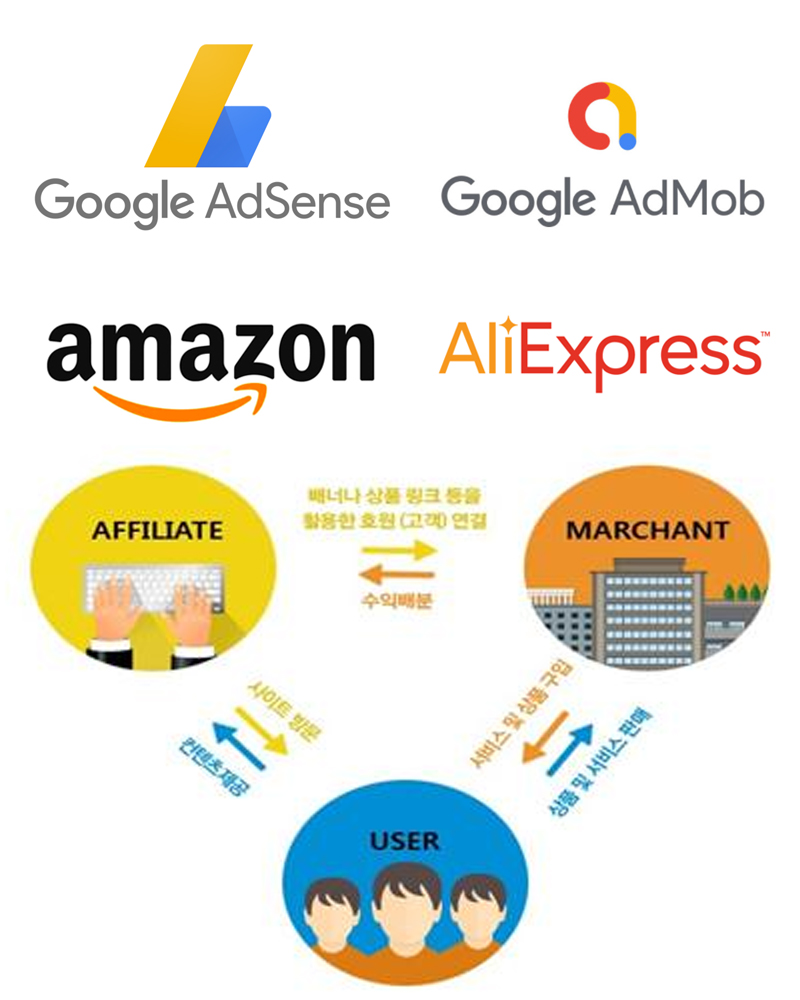 Google AdSense
Google AdMob
amazon
AliExpress™
AFFILIATE
배너나 상품 링크 등을
활용한 호원 (고객) 연결
수익배분
MARCHANT
사이트 방문
컨텐츠제공
서비스 및 상품 구입
상품 및 서비스 판매
USER